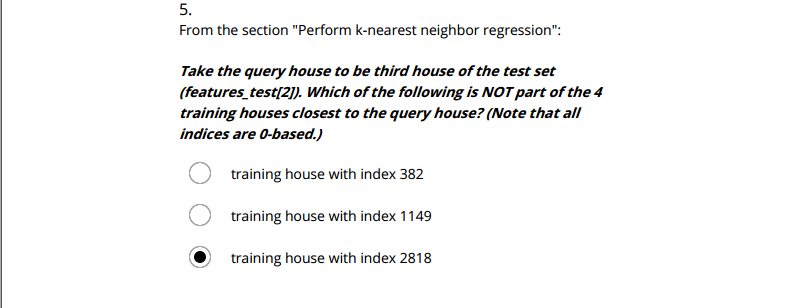 5.
From the section "Perform k-nearest neighbor regression":
Take the query house to be third house of the test set
(features_test[2]). Which of the following is NOT part of the 4
training houses closest to the query house? (Note that all
indices are 0-based.)
training house with index 382
training house with index 1149
training house with index 2818